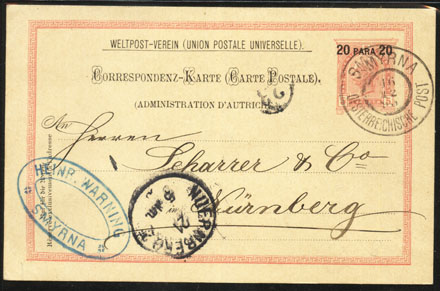 WELTPOST-VEREIN (UNION POSTALE UNIVERSELLE).
20 PARA 20
CORRESPONDENZ-KARTE (CARTE POSTALE),
(ADMINISTRATION D'AUTRICHE)
SMYRNA
OESTERREICHISCHE POST
An Herren
Scharrer & Co
Nürnberg
HEINR. WARNING
SMYRNA
NUERNBERG